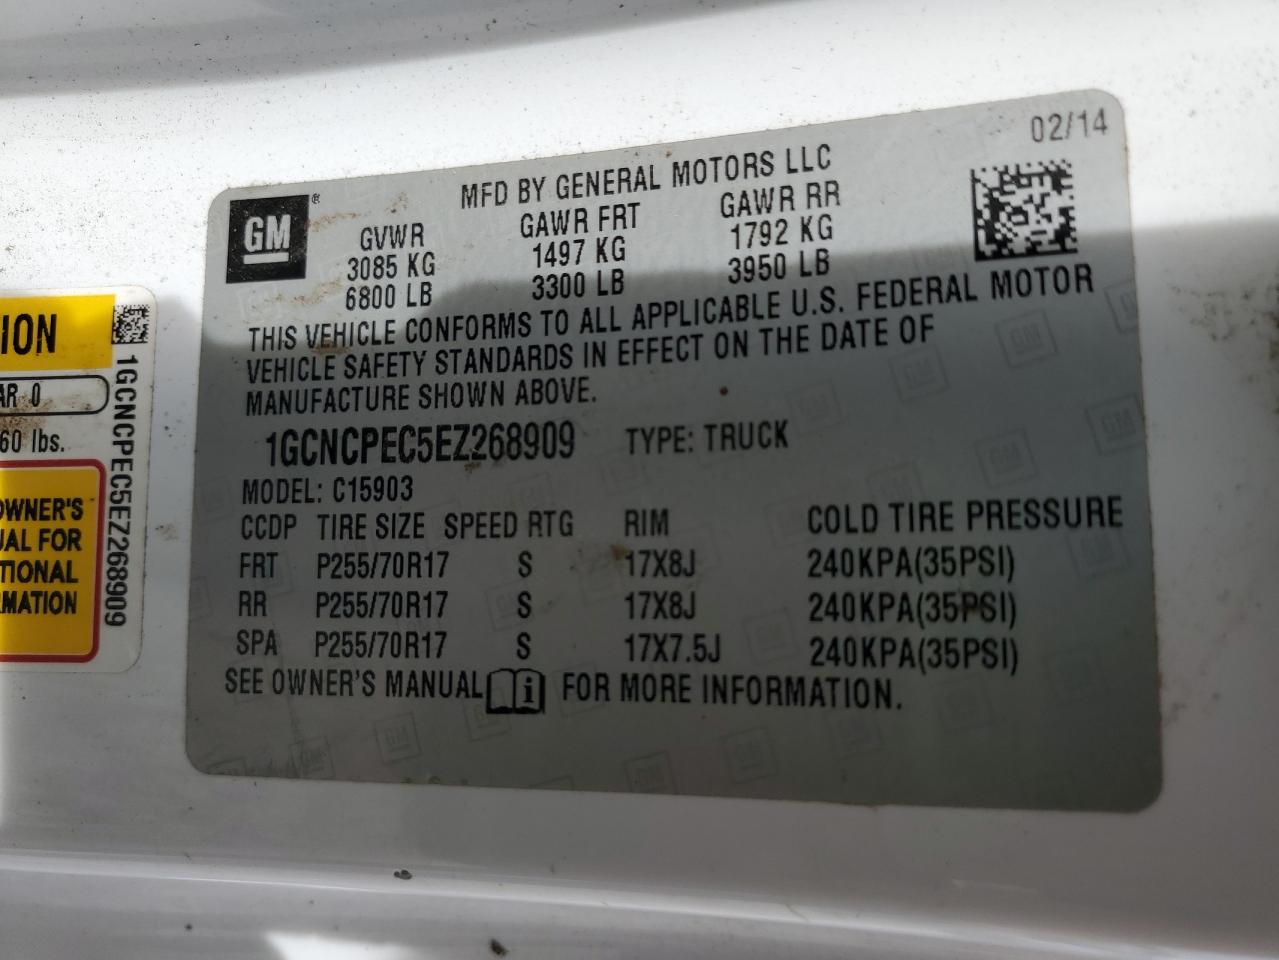 02/14
MFD BY GENERAL MOTORS LLC
GM®
GVWR GAWR FRT GAWR RR
3085 KG 1497 KG 1792 KG
6800 LB 3300 LB 3950 LB
THIS VEHICLE CONFORMS TO ALL APPLICABLE U.S. FEDERAL MOTOR
VEHICLE SAFETY STANDARDS IN EFFECT ON THE DATE OF
MANUFACTURE SHOWN ABOVE.
1GCNCPEC5EZ268909 TYPE: TRUCK
MODEL: C15903
CCDP TIRE SIZE SPEED RTG RIM COLD TIRE PRESSURE
FRT P255/70R17 S 17X8J 240KPA(35PSI)
RR P255/70R17 S 17X8J 240KPA(35PSI)
SPA P255/70R17 S 17X7.5J 240KPA(35PSI)
SEE OWNER'S MANUAL i FOR MORE INFORMATION.
ION
AR 0
60 lbs.
OWNER'S
UAL FOR
TIONAL
RMATION
1GCNCPEC5EZ268909